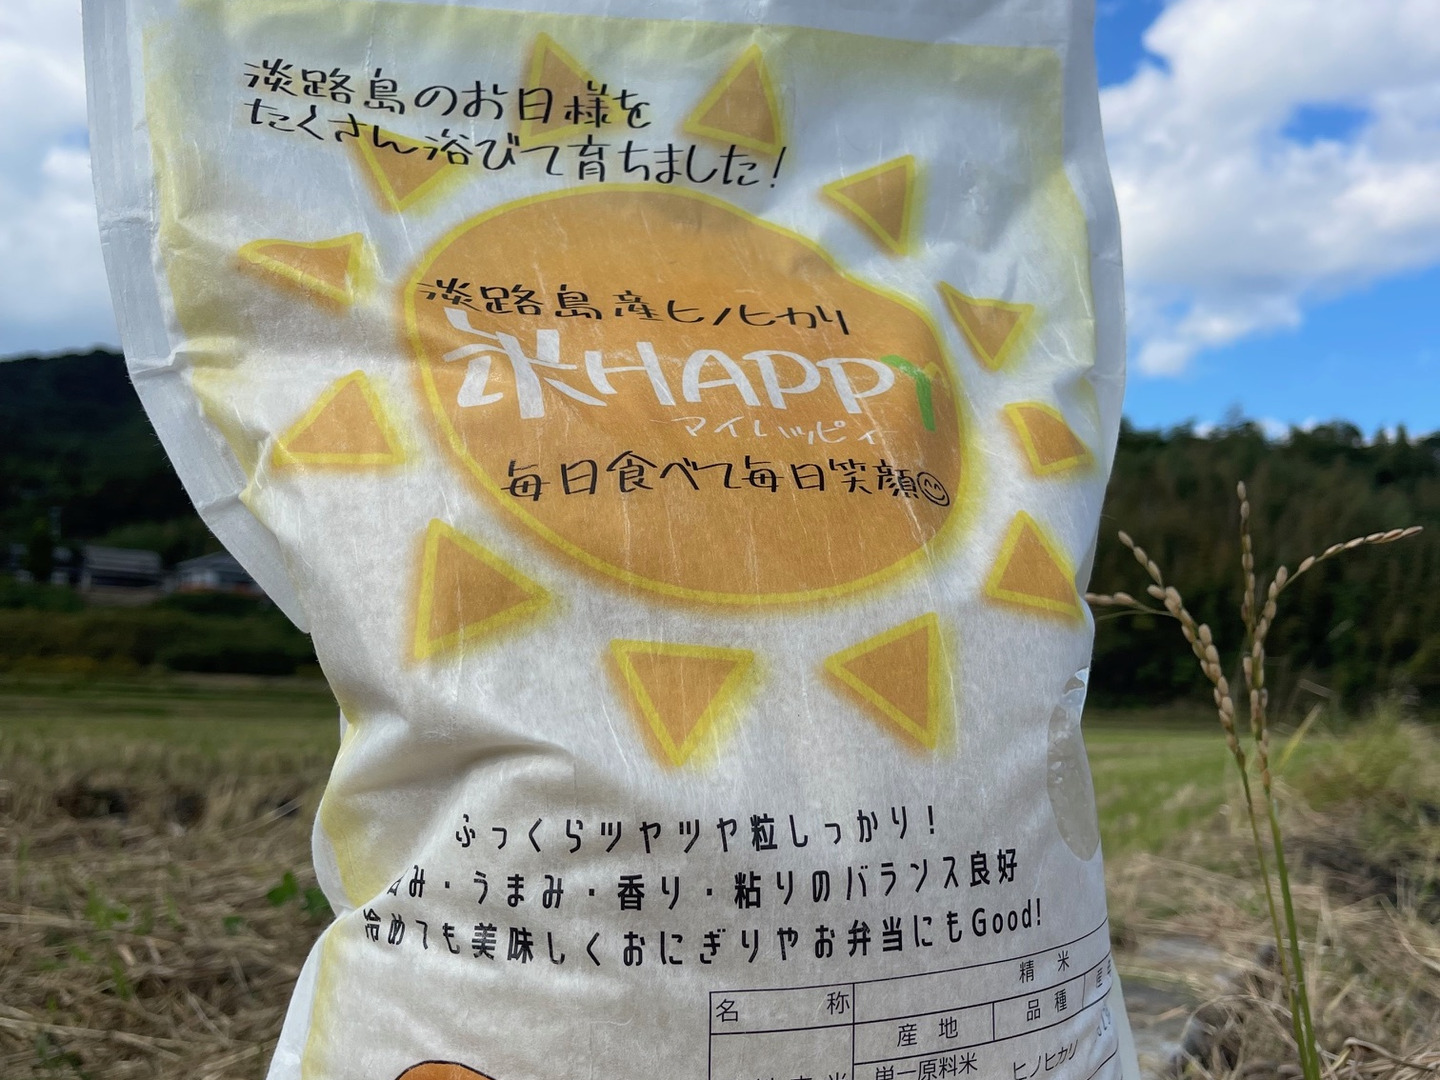 淡路島のお日様を
たくさん浴びて育ちました！
淡路島産ヒノヒカリ
米HAPPY
マイハッピィー
毎日食べて毎日笑顔
ふっくらツヤツヤ粒しっかり！
み・うまみ・香り・粘りのバランス良好
冷めても美味しくおにぎりやお弁当にもGood!
名 称
精 米
産 地
品 種
産
単一原料米
ヒノヒカリ